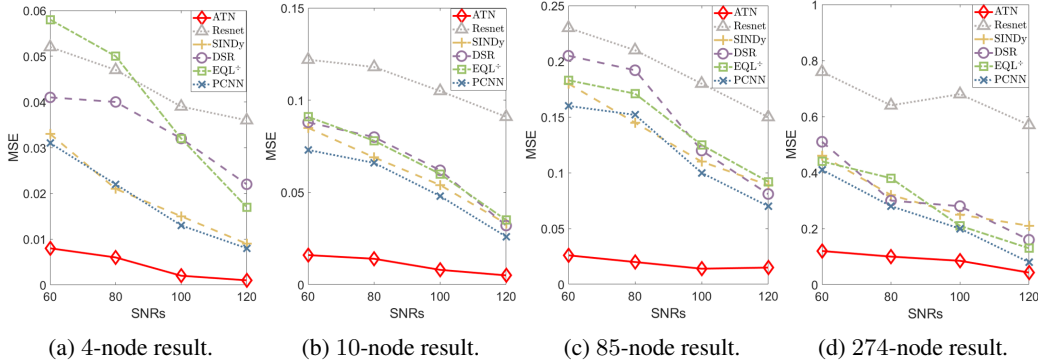 0.06
0.05
0.04
0.03
0.02
0.01
0
MSE
60
80
100
120
SNRs
ATN
Resnet
SINDy
DSR
EQL÷
PCNN
(a) 4-node result.
0.15
0.1
0.05
0
MSE
60
80
100
120
SNRs
ATN
Resnet
SINDy
DSR
EQL÷
PCNN
(b) 10-node result.
0.25
0.2
0.15
0.1
0.05
0
MSE
60
80
100
120
SNRs
ATN
Resnet
SINDy
DSR
EQL÷
PCNN
(c) 85-node result.
1
0.8
0.6
0.4
0.2
0
MSE
60
80
100
120
SNRs
ATN
Resnet
SINDy
DSR
EQL÷
PCNN
(d) 274-node result.